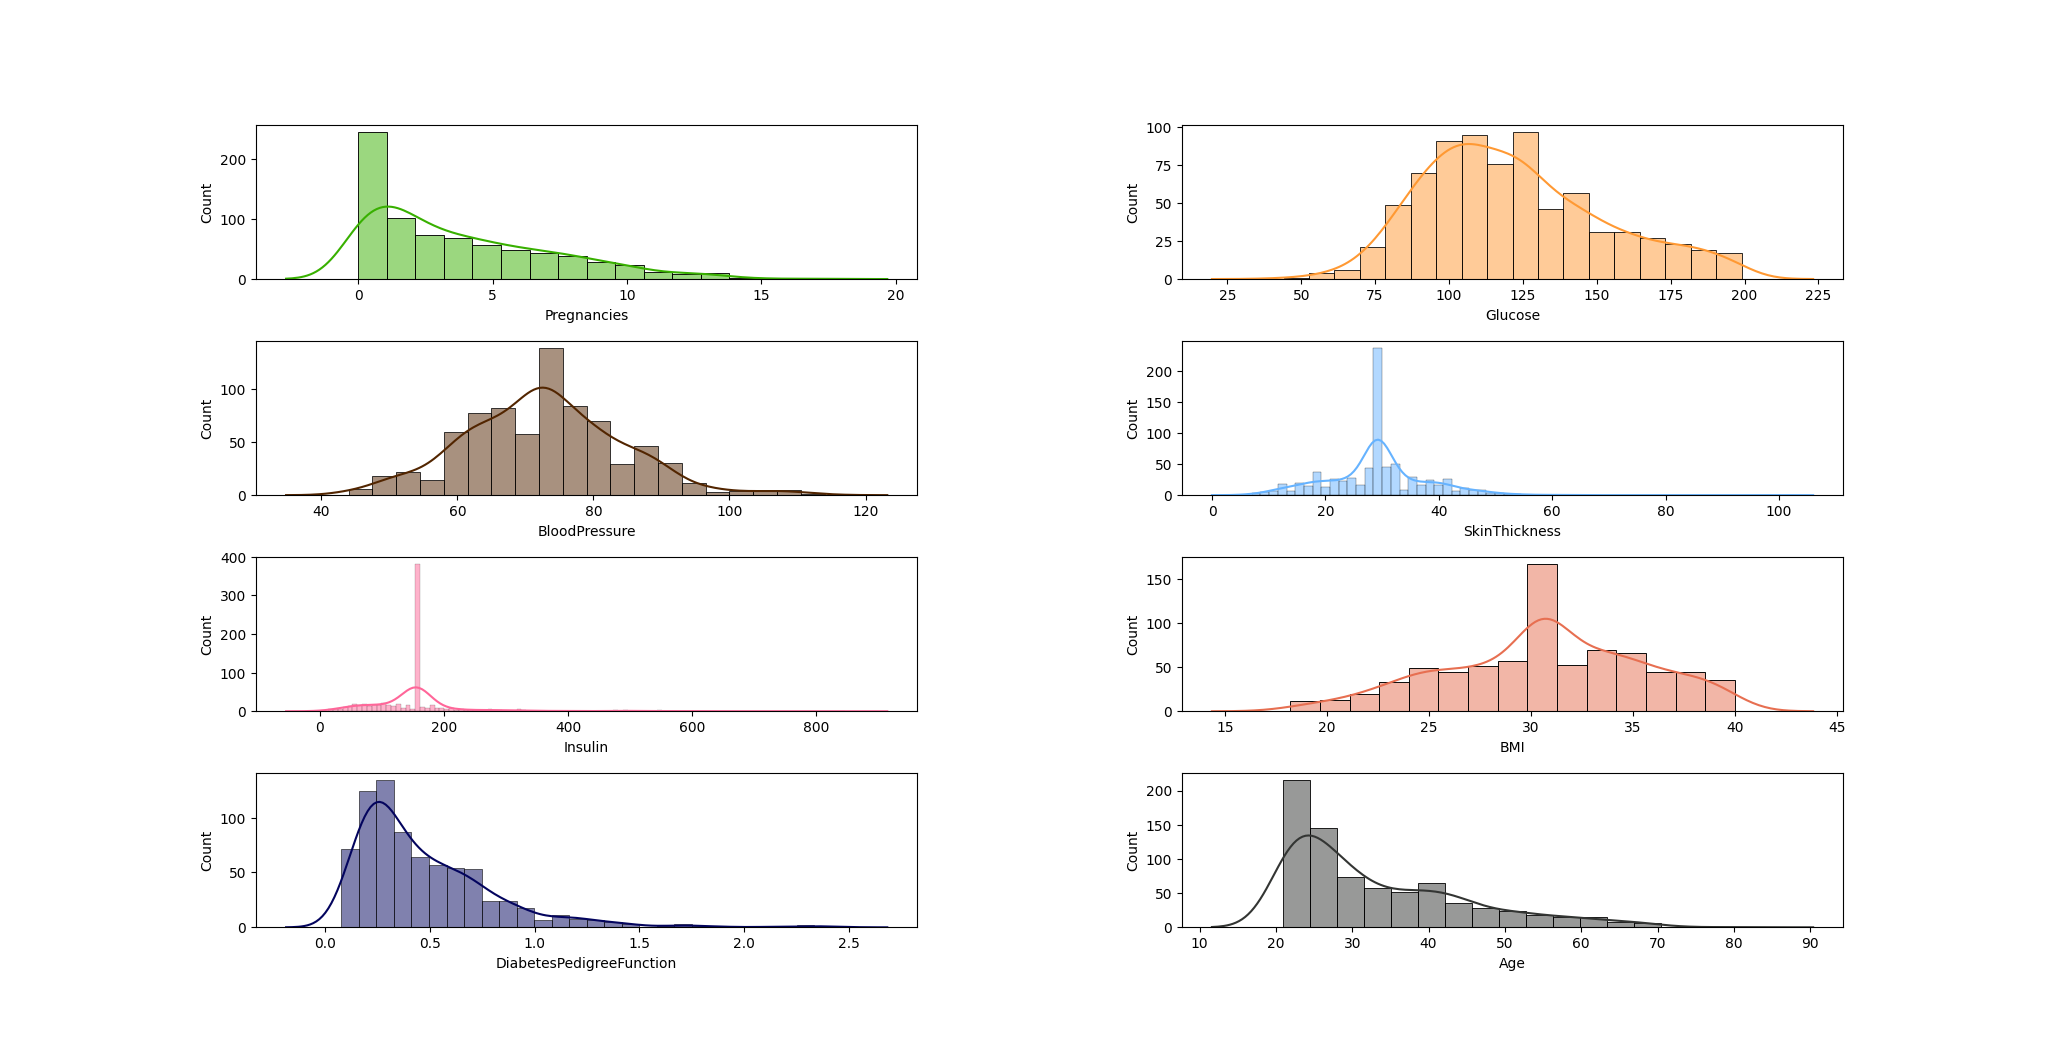 Count
200
100
0
0 5 10 15 20
Pregnancies
Count
100
75
50
25
0
25 50 75 100 125 150 175 200 225
Glucose
Count
100
50
0
40 60 80 100 120
BloodPressure
Count
200
150
100
50
0
0 20 40 60 80 100
SkinThickness
Count
400
300
200
100
0
0 200 400 600 800
Insulin
Count
150
100
50
0
15 20 25 30 35 40 45
BMI
Count
100
50
0
0.0 0.5 1.0 1.5 2.0 2.5
DiabetesPedigreeFunction
Count
200
150
100
50
0
10 20 30 40 50 60 70 80 90
Age